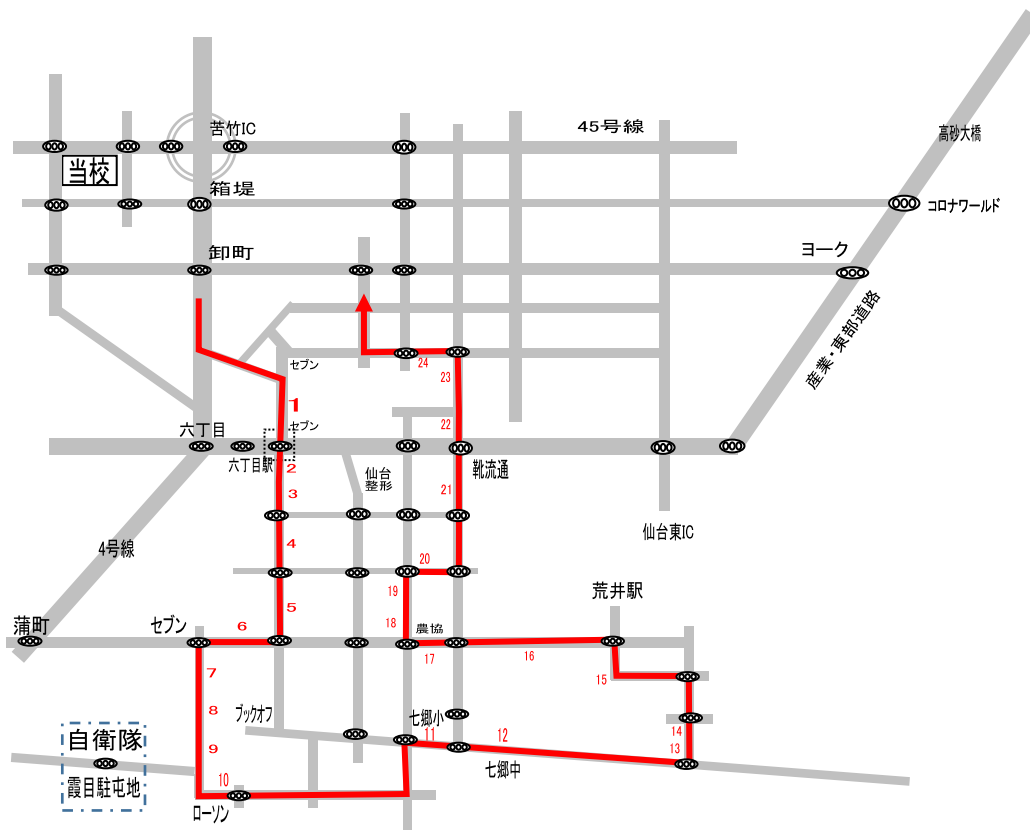 45号線
苦竹IC
高砂大橋
当校
箱堤
コロナワールド
卸町
ヨーク
産業・東部道路
セブン
24
23
1
セブン
22
六丁目
六丁目駅
2
仙台
整形
靴流通
3
21
仙台東IC
4号線
4
20
19
荒井駅
5
蒲町
セブン
6
18
農協
17
16
7
15
8
ブックオフ
七郷小
14
自衛隊
9
11
12
13
七郷中
霞目駐屯地
10
ローソン